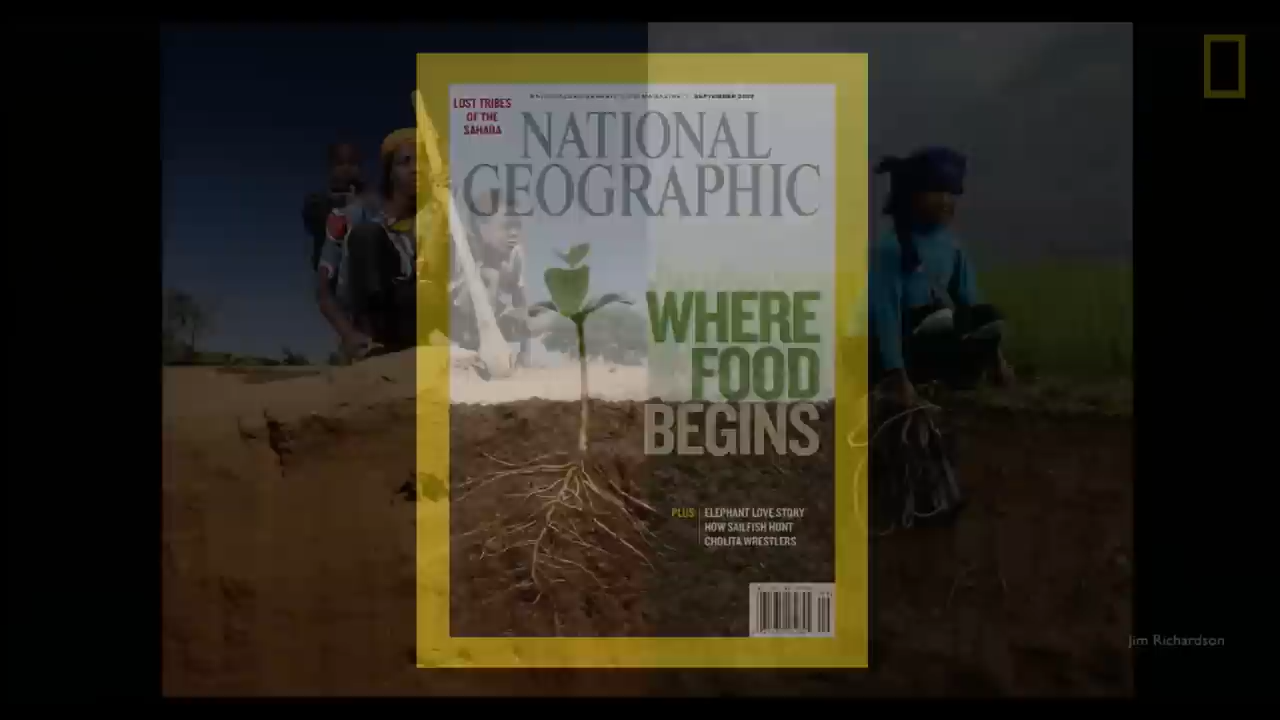 LOST TRIBES
OF THE
SAHARA
SEPTEMBER 2008
NATIONAL
GEOGRAPHIC
WHERE
FOOD
BEGINS
PLUS
ELEPHANT LOVE STORY
HOW SAILFISH HUNT
CHOLITA WRESTLERS
Jim Richardson